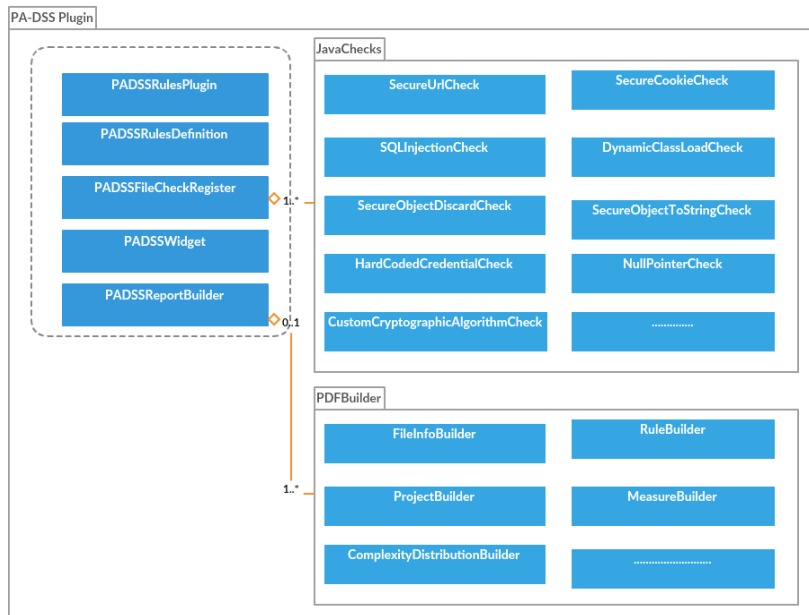 PA-DSS Plugin
PADSSRulesPlugin
PADSSRulesDefinition
PADSSFileCheckRegister
PADSSWidget
PADSSReportBuilder
1..*
0..1
1..*
JavaChecks
SecureUrlCheck
SecureCookieCheck
SQLInjectionCheck
DynamicClassLoadCheck
SecureObjectDiscardCheck
SecureObjectToStringCheck
HardCodedCredentialCheck
NullPointerCheck
CustomCryptographicAlgorithmCheck
..............
PDFBuilder
FileInfoBuilder
RuleBuilder
ProjectBuilder
MeasureBuilder
ComplexityDistributionBuilder
..........................